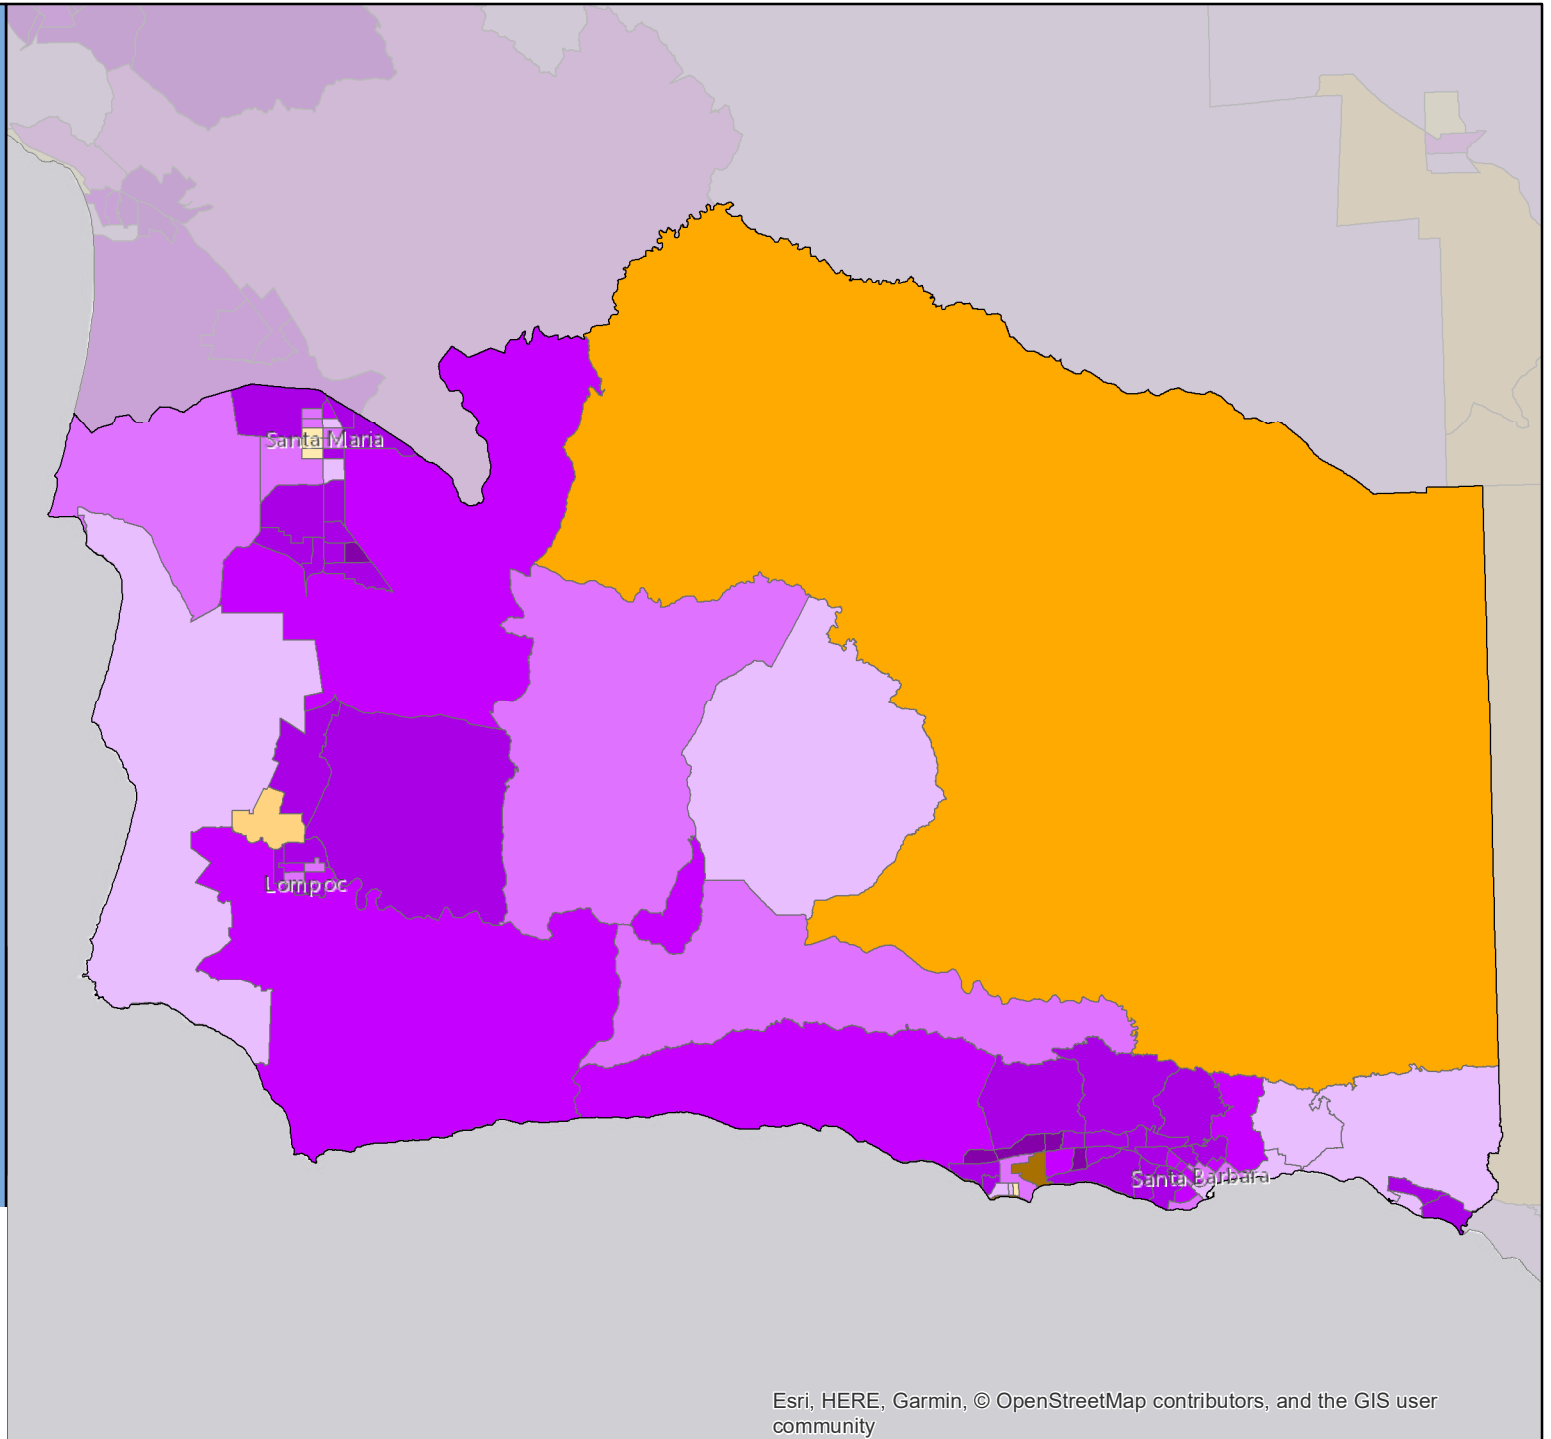 Santa Maria
Lompoc
Santa Barbara
Esri, HERE, Garmin, © OpenStreetMap contributors, and the GIS user
community